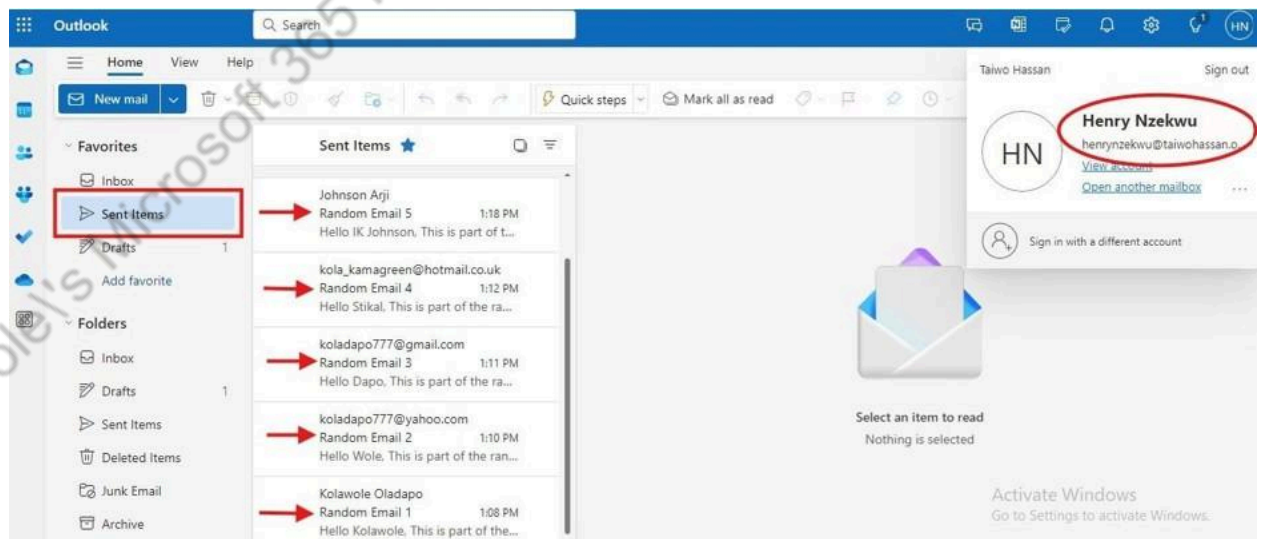 Outlook
Search
HN
Home View Help
New mail
Quick steps
Mark all as read
Taiwo Hassan
Sign out
HN
Henry Nzekwu
henrynzekwu@taiwohassan.o...
View account
Open another mailbox ...
Sign in with a different account
Favorites
Inbox
Sent Items
Drafts 1
Add favorite
Folders
Inbox
Drafts 1
Sent Items
Deleted Items
Junk Email
Archive
Sent Items
Johnson Arji
Random Email 5 1:18 PM
Hello IK Johnson, This is part of t...
kola_kamagreen@hotmail.co.uk
Random Email 4 1:12 PM
Hello Stikal, This is part of the ra...
koladapo777@gmail.com
Random Email 3 1:11 PM
Hello Dapo, This is part of the ra...
koladapo777@yahoo.com
Random Email 2 1:10 PM
Hello Wole, This is part of the ran...
Kolawole Oladapo
Random Email 1 1:08 PM
Hello Kolawole, This is part of the...
Select an item to read
Nothing is selected
Activate Windows
Go to Settings to activate Windows.
Microsoft 365